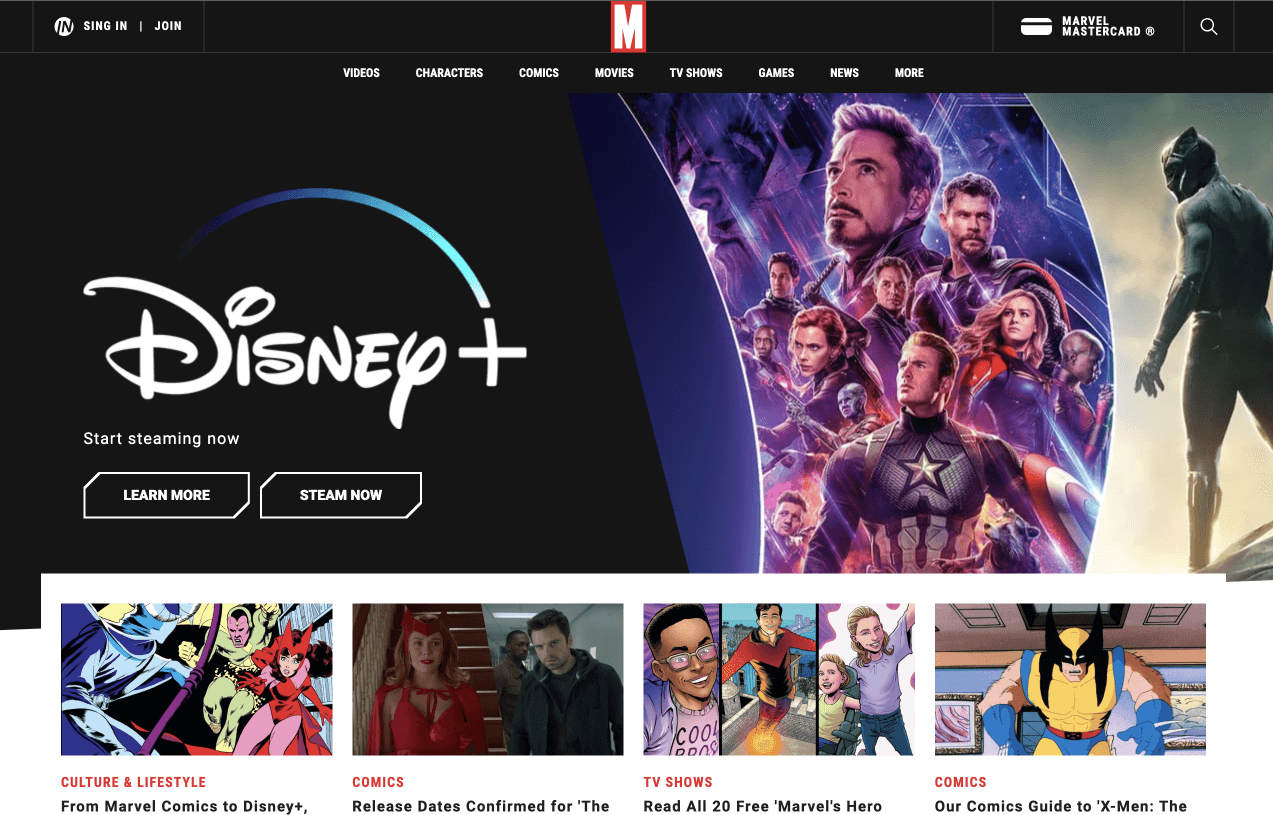 IN SING IN | JOIN
M
MARVEL
MASTERCARD ®
VIDEOS CHARACTERS COMICS MOVIES TV SHOWS GAMES NEWS MORE
DISNEY+
Start steaming now
LEARN MORE STEAM NOW
COOL
BROS
CULTURE & LIFESTYLE
From Marvel Comics to Disney+,
COMICS
Release Dates Confirmed for 'The
TV SHOWS
Read All 20 Free 'Marvel's Hero
COMICS
Our Comics Guide to 'X-Men: The